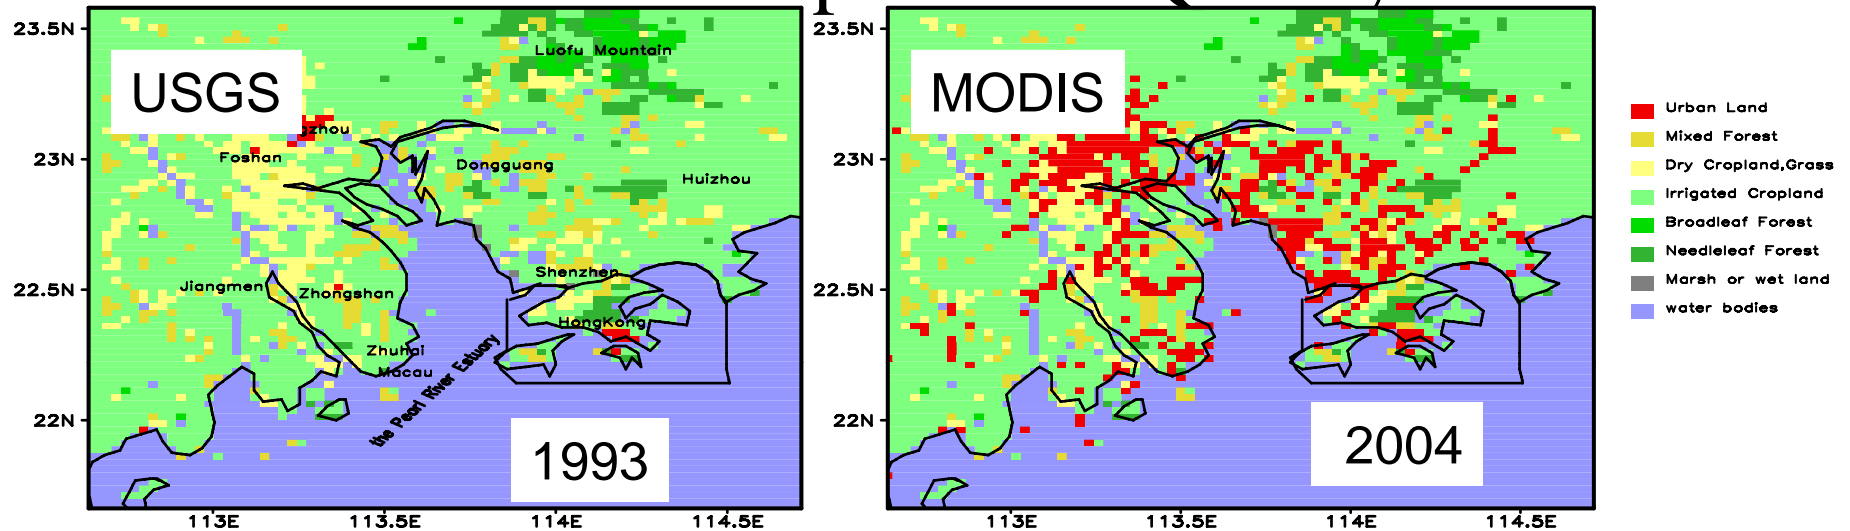 23.5N
23N
22.5N
22N
113E
113.5E
114E
114.5E
USGS
Luofu Mountain
gzhou
Foshan
Dongguang
Huizhou
Shenzhen
Jiangmen
Zhongshan
HongKong
Zhuhai
Macau
the Pearl River Estuary
1993
23.5N
23N
22.5N
22N
113E
113.5E
114E
114.5E
MODIS
2004
Urban Land
Mixed Forest
Dry Cropland,Grass
Irrigated Cropland
Broadleaf Forest
Needleleaf Forest
Marsh or wet land
water bodies